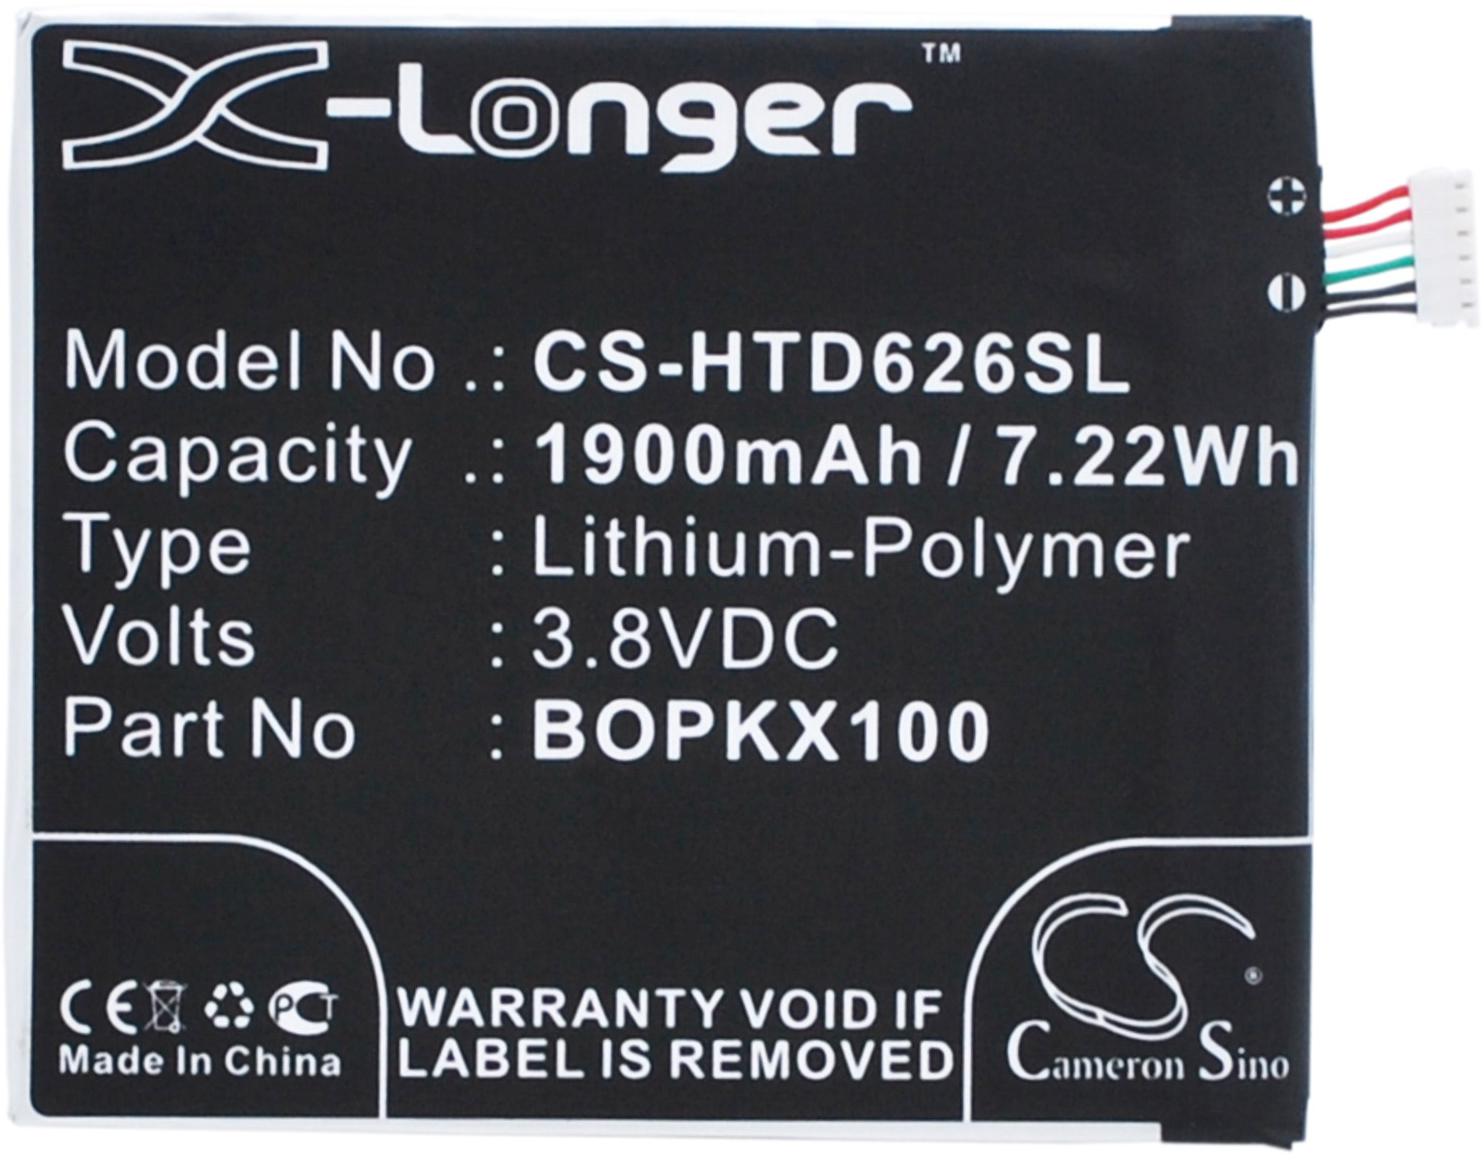 X-Longer™
Model No .: CS-HTD626SL
Capacity .: 1900mAh / 7.22Wh
Type : Lithium-Polymer
Volts : 3.8VDC
Part No : BOPKX100
CE PCT
Made In China
WARRANTY VOID IF
LABEL IS REMOVED
CS®
Cameron Sino